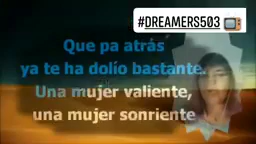 #DREAMERS503
Que pa atrás
ya te ha dolío bastante.
Una mujer valiente,
una mujer sonriente